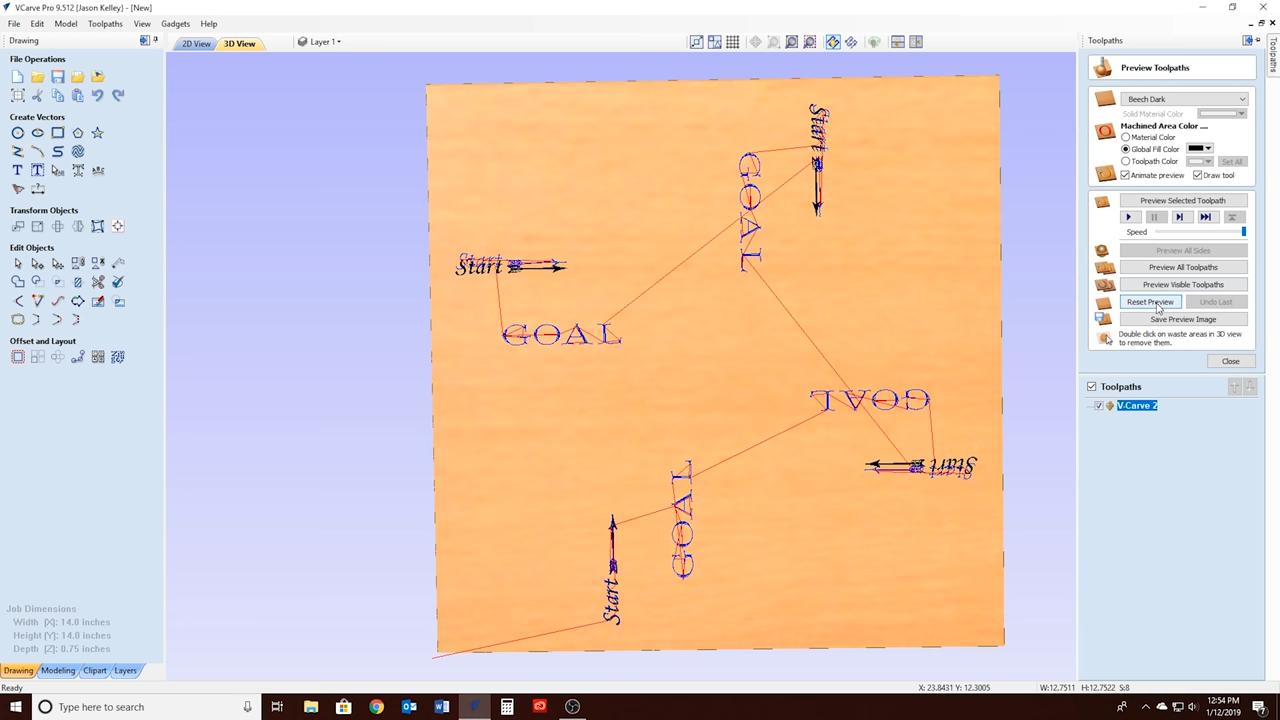 VCarve Pro 9.512 {Jason Kelley} - [New]
File Edit Model Toolpaths View Gadgets Help
Drawing
2D View 3D View Layer 1
Toolpaths
Toolpaths
File Operations
Create Vectors
Transform Objects
Edit Objects
Offset and Layout
Job Dimensions
Width (X): 14.0 inches
Height (Y): 14.0 inches
Depth (Z): 0.75 inches
Drawing Modeling Clipart Layers
Start
GOAL
Start
GOAL
GOAL
Start
GOAL
Start
Preview Toolpaths
Beech Dark
Solid Material Color
Machined Area Color ....
Material Color
Global Fill Color
Toolpath Color Set All
Animate preview Draw tool
Preview Selected Toolpath
Speed
Preview All Sides
Preview All Toolpaths
Preview Visible Toolpaths
Reset Preview Undo Last
Save Preview Image
Double click on waste areas in 3D view
to remove them.
Close
Toolpaths
V-Carve 2
Ready X: 23.8431 Y: 12.3005 W:12.7511 H:12.7522 S:8
Type here to search
12:54 PM
1/12/2019